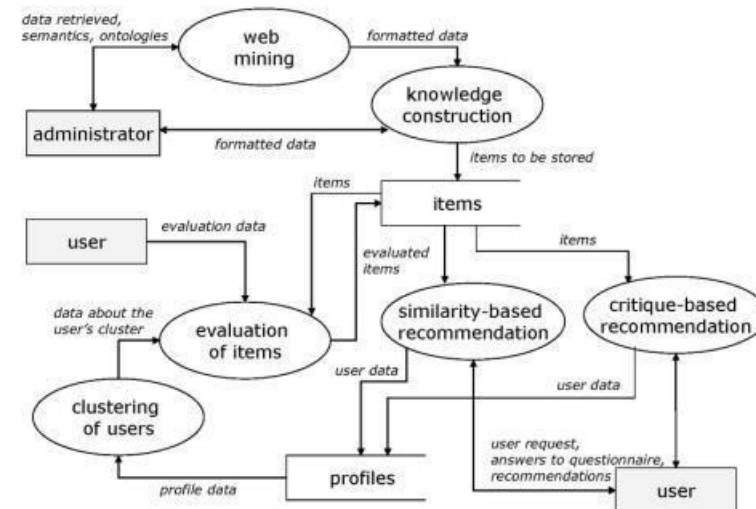 data retrieved,
semantics, ontologies
web
mining
formatted data
knowledge
construction
administrator
formatted data
items to be stored
items
items
user
evaluation data
evaluated
items
items
data about the
user's cluster
evaluation
of items
similarity-based
recommendation
critique-based
recommendation
user data
user data
clustering
of users
profile data
profiles
user request,
answers to questionnaire,
recommendations
user